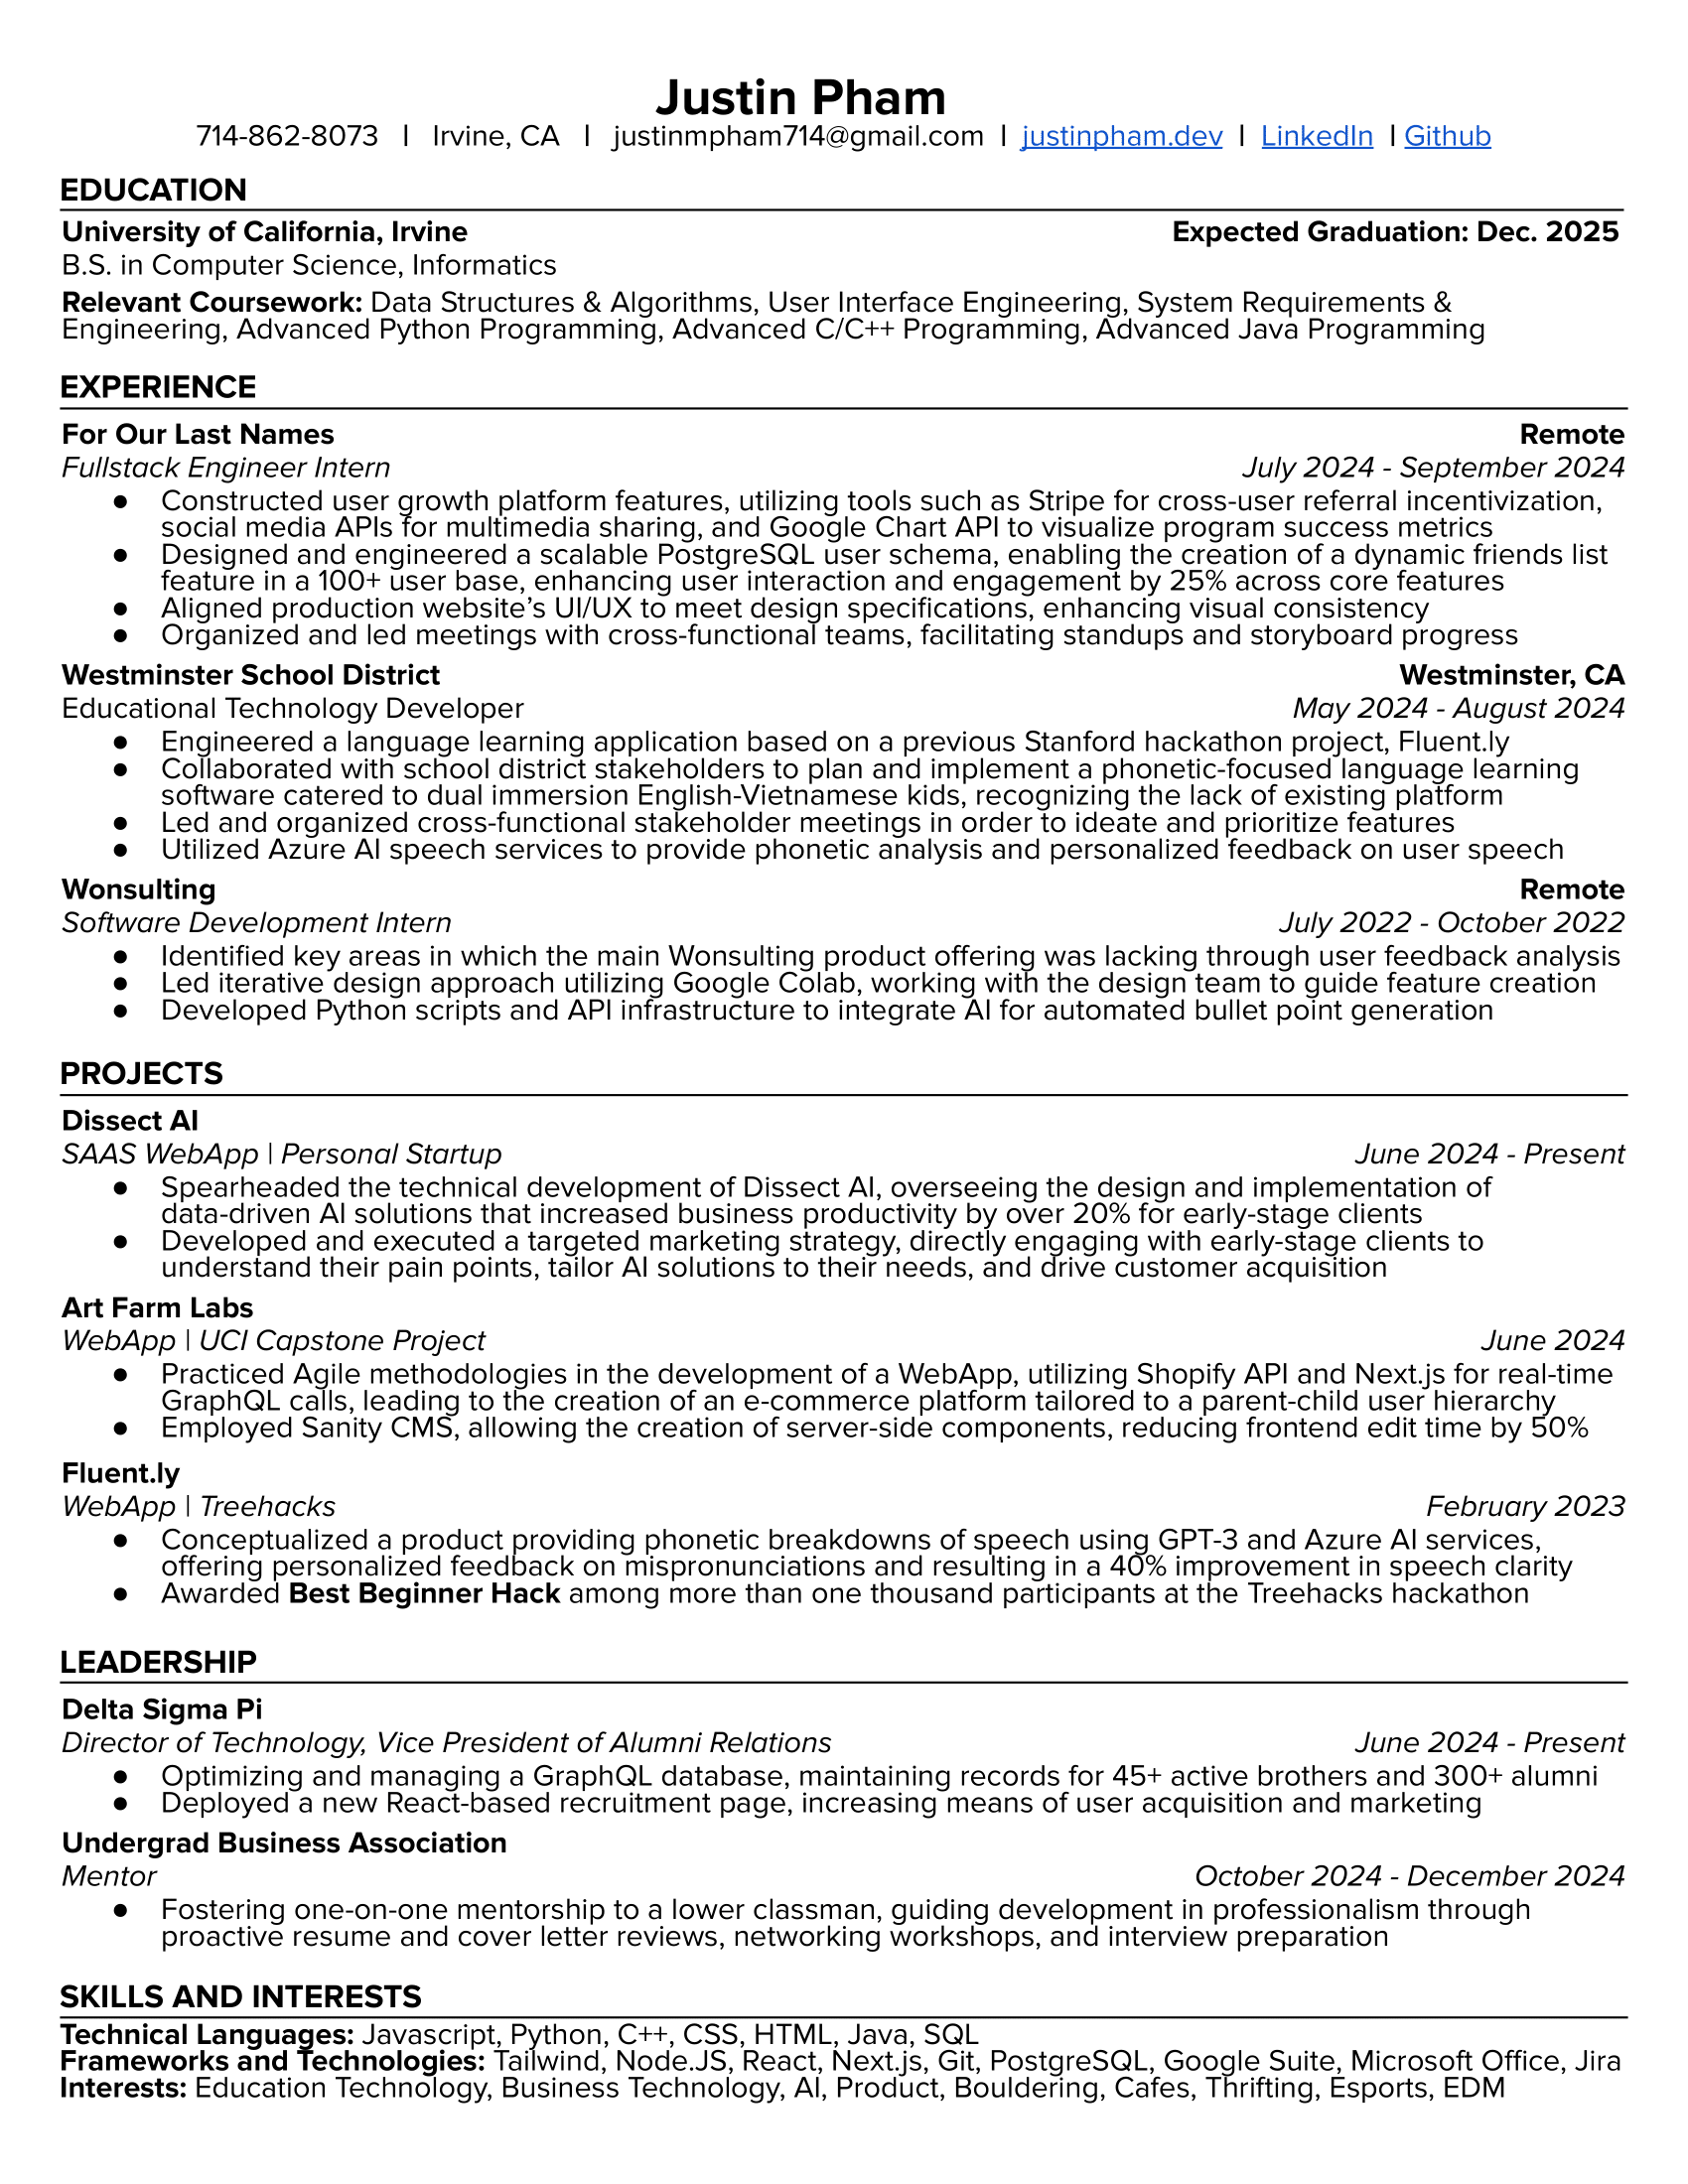 Justin Pham
714-862-8073 | Irvine, CA | justinmpham714@gmail.com | justinpham.dev | LinkedIn | Github
EDUCATION
University of California, Irvine Expected Graduation: Dec. 2025
B.S. in Computer Science, Informatics
Relevant Coursework: Data Structures & Algorithms, User Interface Engineering, System Requirements &
Engineering, Advanced Python Programming, Advanced C/C++ Programming, Advanced Java Programming
EXPERIENCE
For Our Last Names Remote
Fullstack Engineer Intern July 2024 - September 2024
● Constructed user growth platform features, utilizing tools such as Stripe for cross-user referral incentivization,
social media APIs for multimedia sharing, and Google Chart API to visualize program success metrics
● Designed and engineered a scalable PostgreSQL user schema, enabling the creation of a dynamic friends list
feature in a 100+ user base, enhancing user interaction and engagement by 25% across core features
● Aligned production website's UI/UX to meet design specifications, enhancing visual consistency
● Organized and led meetings with cross-functional teams, facilitating standups and storyboard progress
Westminster School District Westminster, CA
Educational Technology Developer May 2024 - August 2024
● Engineered a language learning application based on a previous Stanford hackathon project, Fluent.ly
● Collaborated with school district stakeholders to plan and implement a phonetic-focused language learning
software catered to dual immersion English-Vietnamese kids, recognizing the lack of existing platform
● Led and organized cross-functional stakeholder meetings in order to ideate and prioritize features
● Utilized Azure AI speech services to provide phonetic analysis and personalized feedback on user speech
Wonsulting Remote
Software Development Intern July 2022 - October 2022
● Identified key areas in which the main Wonsulting product offering was lacking through user feedback analysis
● Led iterative design approach utilizing Google Colab, working with the design team to guide feature creation
● Developed Python scripts and API infrastructure to integrate AI for automated bullet point generation
PROJECTS
Dissect AI
SAAS WebApp | Personal Startup June 2024 - Present
● Spearheaded the technical development of Dissect AI, overseeing the design and implementation of
data-driven AI solutions that increased business productivity by over 20% for early-stage clients
● Developed and executed a targeted marketing strategy, directly engaging with early-stage clients to
understand their pain points, tailor AI solutions to their needs, and drive customer acquisition
Art Farm Labs
WebApp | UCI Capstone Project June 2024
● Practiced Agile methodologies in the development of a WebApp, utilizing Shopify API and Next.js for real-time
GraphQL calls, leading to the creation of an e-commerce platform tailored to a parent-child user hierarchy
● Employed Sanity CMS, allowing the creation of server-side components, reducing frontend edit time by 50%
Fluent.ly
WebApp | Treehacks February 2023
● Conceptualized a product providing phonetic breakdowns of speech using GPT-3 and Azure AI services,
offering personalized feedback on mispronunciations and resulting in a 40% improvement in speech clarity
● Awarded Best Beginner Hack among more than one thousand participants at the Treehacks hackathon
LEADERSHIP
Delta Sigma Pi
Director of Technology, Vice President of Alumni Relations June 2024 - Present
● Optimizing and managing a GraphQL database, maintaining records for 45+ active brothers and 300+ alumni
● Deployed a new React-based recruitment page, increasing means of user acquisition and marketing
Undergrad Business Association
Mentor October 2024 - December 2024
● Fostering one-on-one mentorship to a lower classman, guiding development in professionalism through
proactive resume and cover letter reviews, networking workshops, and interview preparation
SKILLS AND INTERESTS
Technical Languages: Javascript, Python, C++, CSS, HTML, Java, SQL
Frameworks and Technologies: Tailwind, Node.JS, React, Next.js, Git, PostgreSQL, Google Suite, Microsoft Office, Jira
Interests: Education Technology, Business Technology, AI, Product, Bouldering, Cafes, Thrifting, Esports, EDM